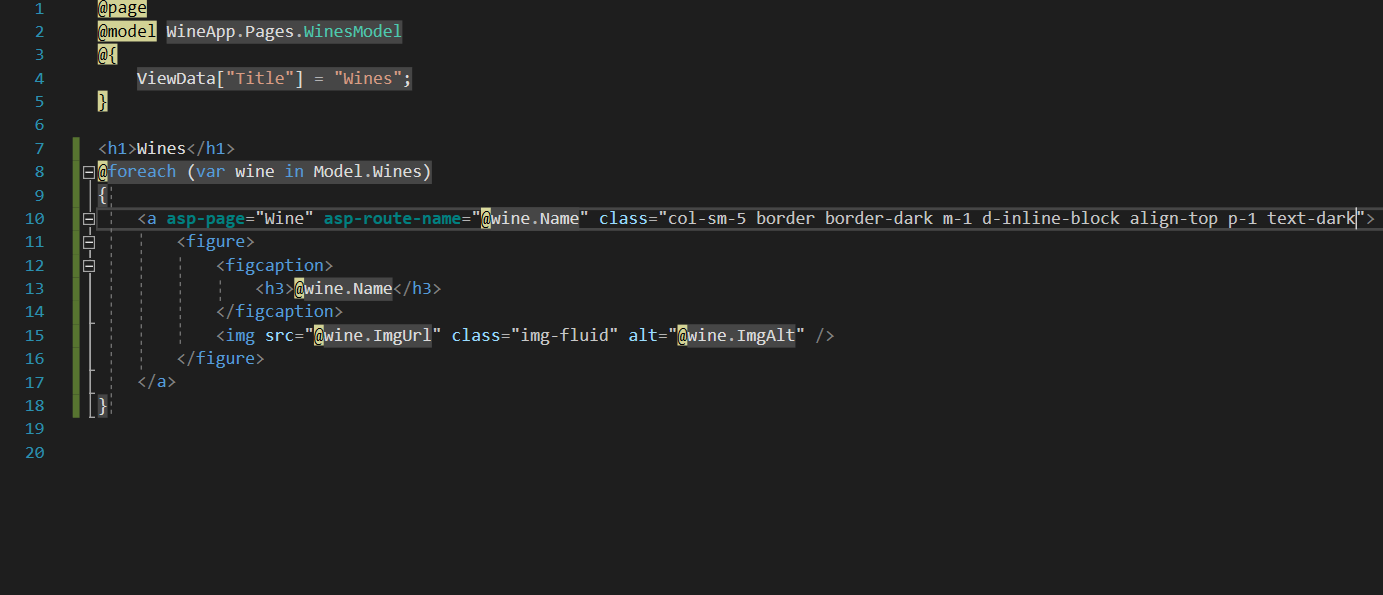 1 @page
2 @model WineApp.Pages.WinesModel
3 @{
4     ViewData["Title"] = "Wines";
5 }
6
7 <h1>Wines</h1>
8 @foreach (var wine in Model.Wines)
9 {
10     <a asp-page="Wine" asp-route-name="@wine.Name" class="col-sm-5 border border-dark m-1 d-inline-block align-top p-1 text-dark">
11         <figure>
12             <figcaption>
13                 <h3>@wine.Name</h3>
14             </figcaption>
15             <img src="@wine.ImgUrl" class="img-fluid" alt="@wine.ImgAlt" />
16         </figure>
17     </a>
18 }
19
20